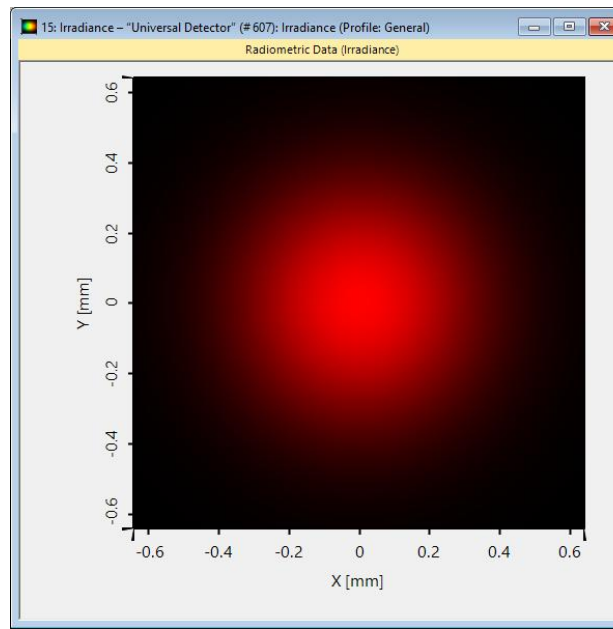 15: Irradiance – "Universal Detector" (#607): Irradiance (Profile: General)
Radiometric Data (Irradiance)
0.6
0.4
0.2
0
-0.2
-0.4
-0.6
Y [mm]
-0.6 -0.4 -0.2 0 0.2 0.4 0.6
X [mm]